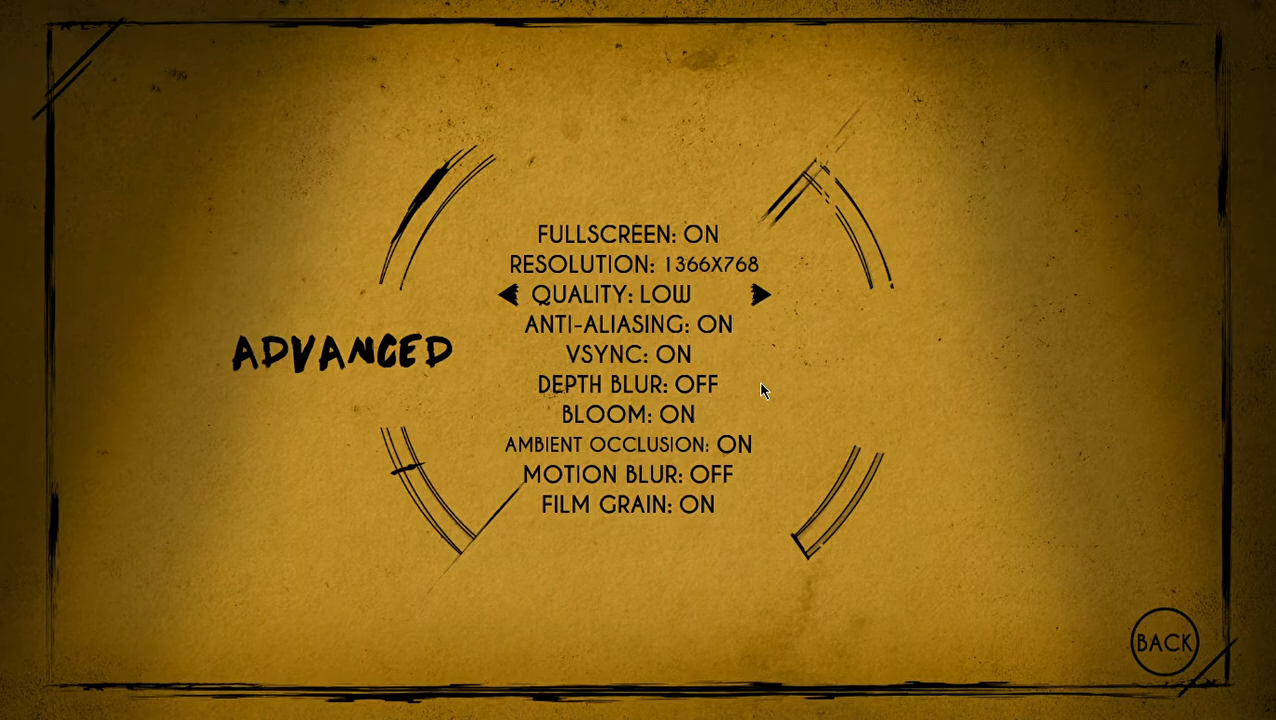 FULLSCREEN: ON
RESOLUTION: 1366X768
QUALITY: LOW
ANTI-ALIASING: ON
ADVANCED
VSYNC: ON
DEPTH BLUR: OFF
BLOOM: ON
AMBIENT OCCLUSION: ON
MOTION BLUR: OFF
FILM GRAIN: ON
BACK